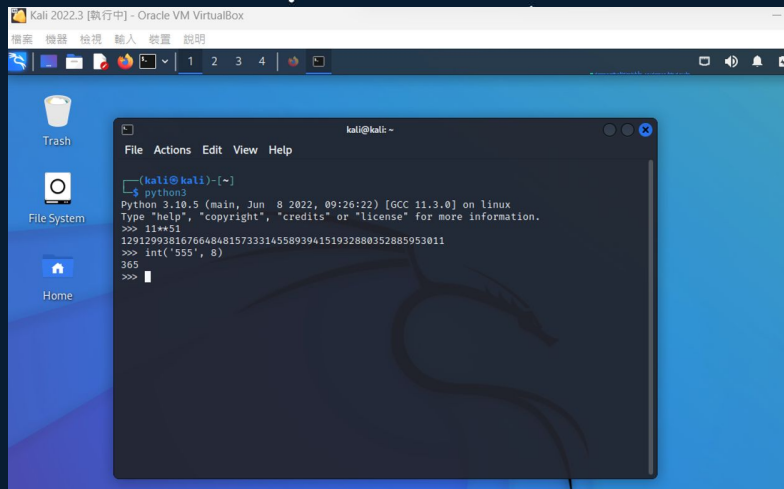 Kali 2022.3 [執行中] - Oracle VM VirtualBox
檔案 機器 檢視 輸入 裝置 說明
1 2 3 4
Trash
File System
Home
kali@kali: ~
File Actions Edit View Help
┌──(kali㉿kali)-[~]
└─$ python3
Python 3.10.5 (main, Jun  8 2022, 09:26:22) [GCC 11.3.0] on linux
Type "help", "copyright", "credits" or "license" for more information.
>>> 11**51
129129938167664848157333145589394151932880352885953011
>>> int('555', 8)
365
>>>